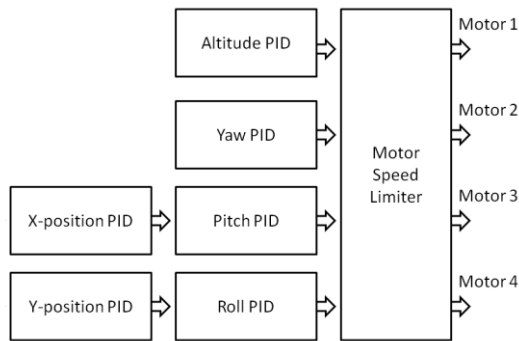 Altitude PID
Motor 1
Yaw PID
Motor 2
Motor
Speed
Limiter
X-position PID
Pitch PID
Motor 3
Y-position PID
Roll PID
Motor 4